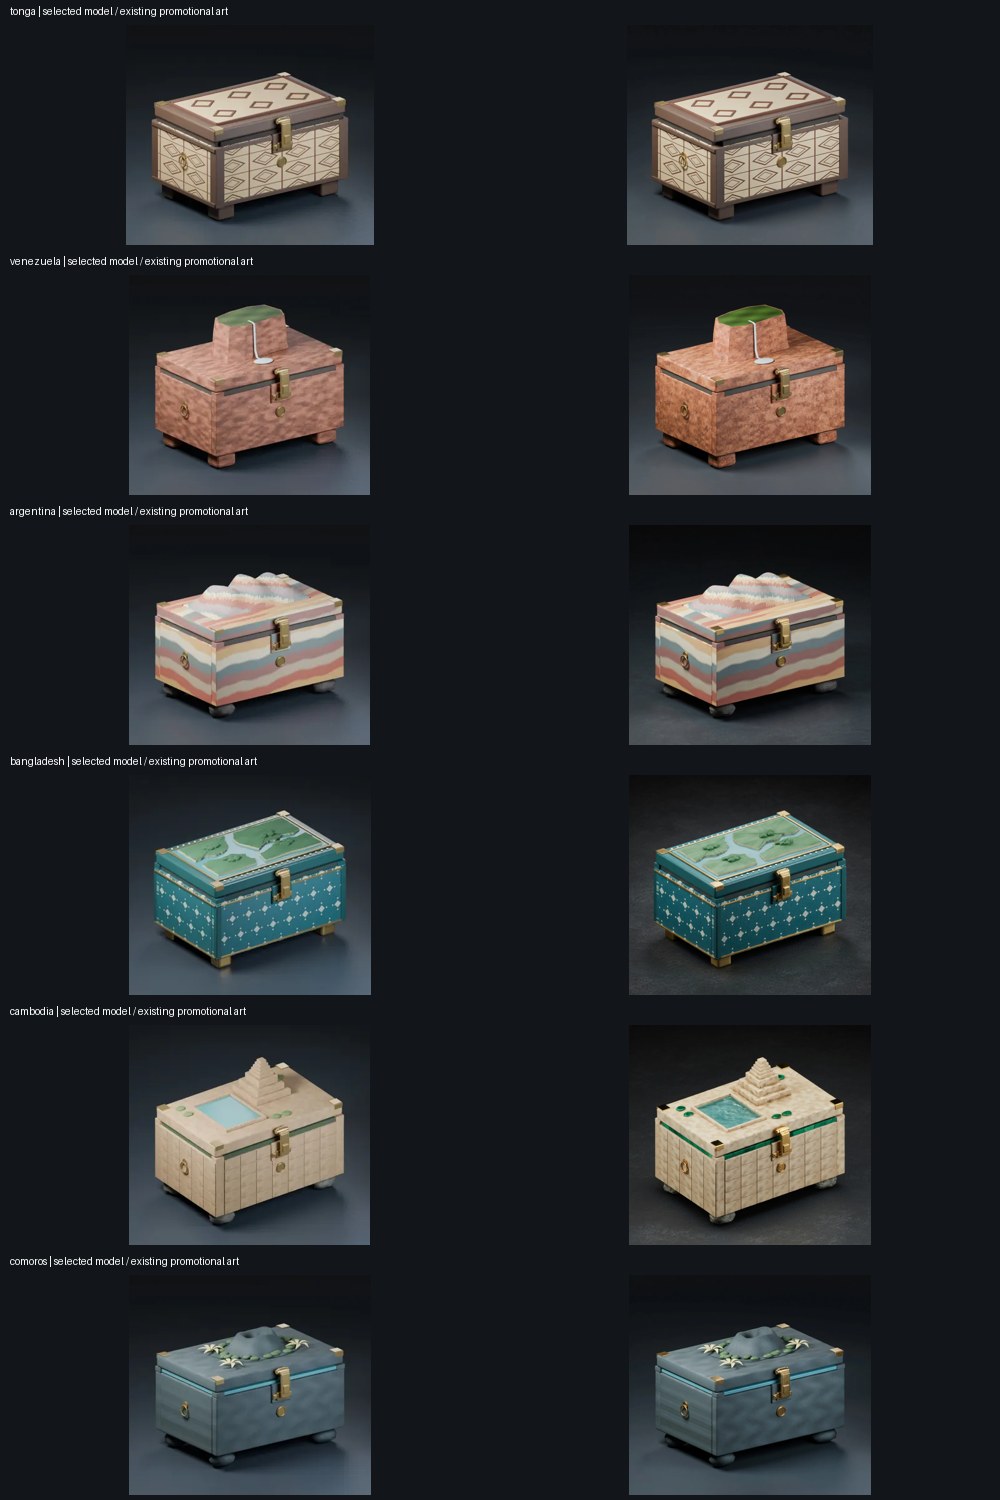 tonga | selected model / existing promotional art
venezuela | selected model / existing promotional art
argentina | selected model / existing promotional art
bangladesh | selected model / existing promotional art
cambodia | selected model / existing promotional art
comoros | selected model / existing promotional art